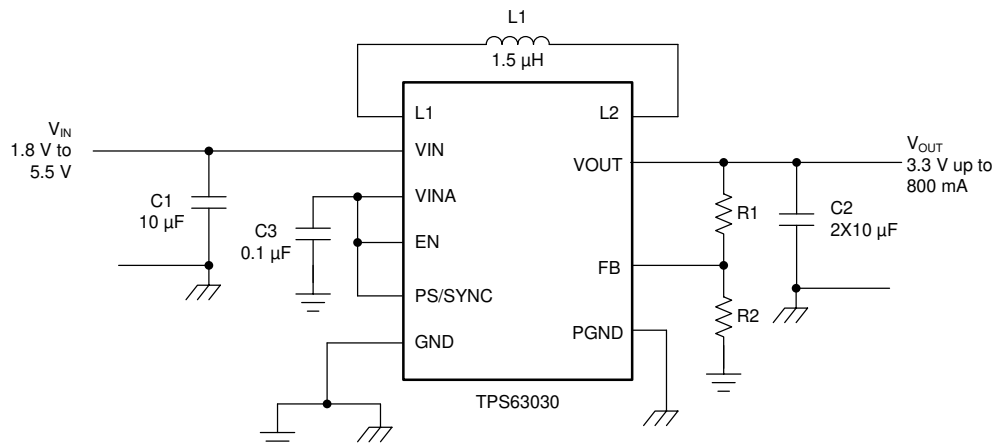 L1
1.5 µH
L1
L2
VIN
1.8 V to
5.5 V
VIN
VOUT
VOUT
3.3 V up to
800 mA
C1
10 µF
VINA
R1
C2
2X10 µF
C3
0.1 µF
EN
FB
PS/SYNC
R2
GND
PGND
TPS63030